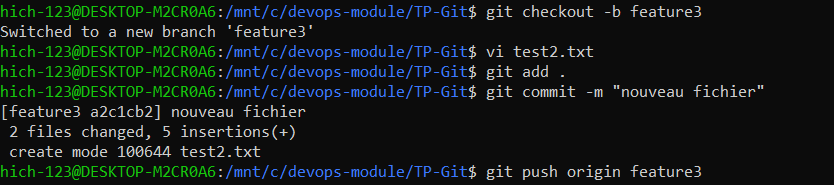 hich-123@DESKTOP-M2CR0A6:/mnt/c/devops-module/TP-Git$ git checkout -b feature3
Switched to a new branch 'feature3'
hich-123@DESKTOP-M2CR0A6:/mnt/c/devops-module/TP-Git$ vi test2.txt
hich-123@DESKTOP-M2CR0A6:/mnt/c/devops-module/TP-Git$ git add .
hich-123@DESKTOP-M2CR0A6:/mnt/c/devops-module/TP-Git$ git commit -m "nouveau fichier"
[feature3 a2c1cb2] nouveau fichier
 2 files changed, 5 insertions(+)
 create mode 100644 test2.txt
hich-123@DESKTOP-M2CR0A6:/mnt/c/devops-module/TP-Git$ git push origin feature3